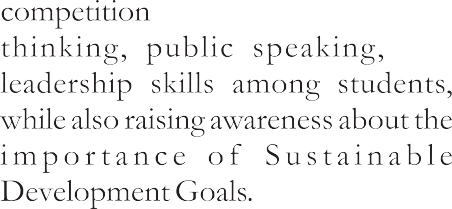 competition
thinking, public speaking,
leadership skills among students,
while also raising awareness about the
importance of Sustainable
Development Goals.